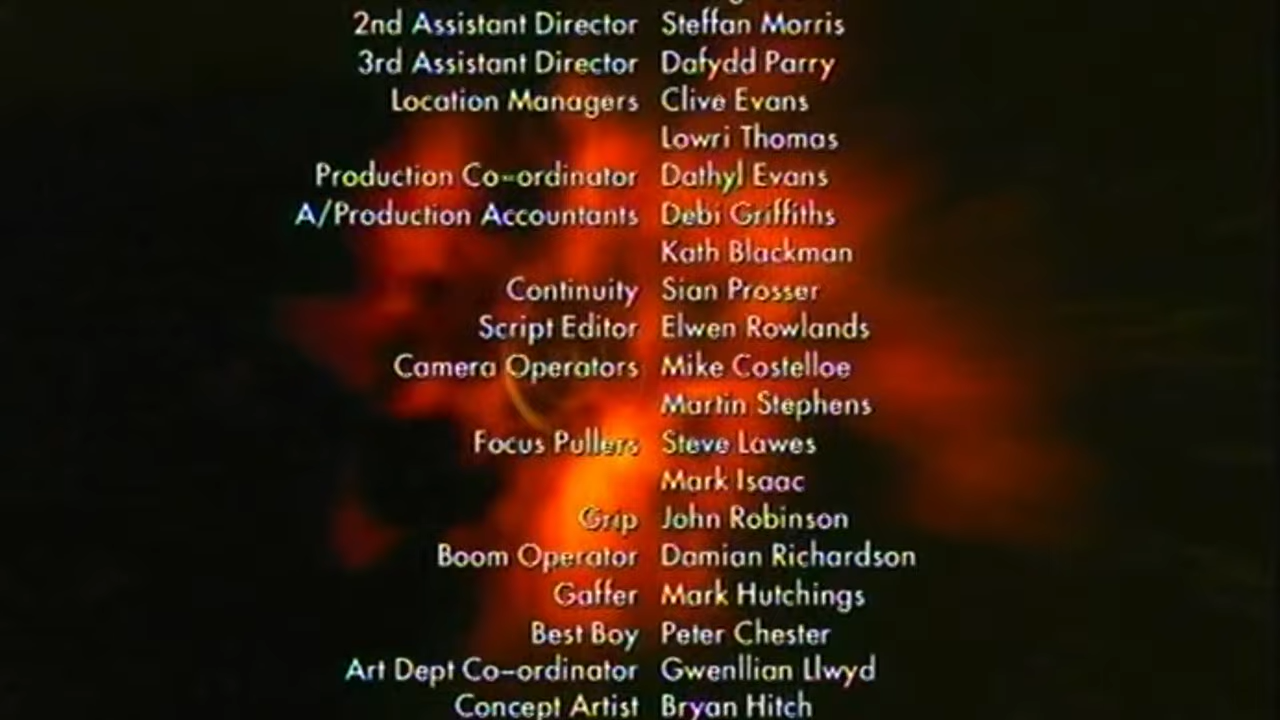 2nd Assistant Director Steffan Morris
3rd Assistant Director Dafydd Parry
Location Managers Clive Evans
Lowri Thomas
Production Co-ordinator Dathyl Evans
A/Production Accountants Debi Griffiths
Kath Blackman
Continuity Sian Prosser
Script Editor Elwen Rowlands
Camera Operators Mike Costelloe
Martin Stephens
Focus Pullers Steve Lawes
Mark Isaac
Grip John Robinson
Boom Operator Damian Richardson
Gaffer Mark Hutchings
Best Boy Peter Chester
Art Dept Co-ordinator Gwenllian Llwyd
Concept Artist Bryan Hitch